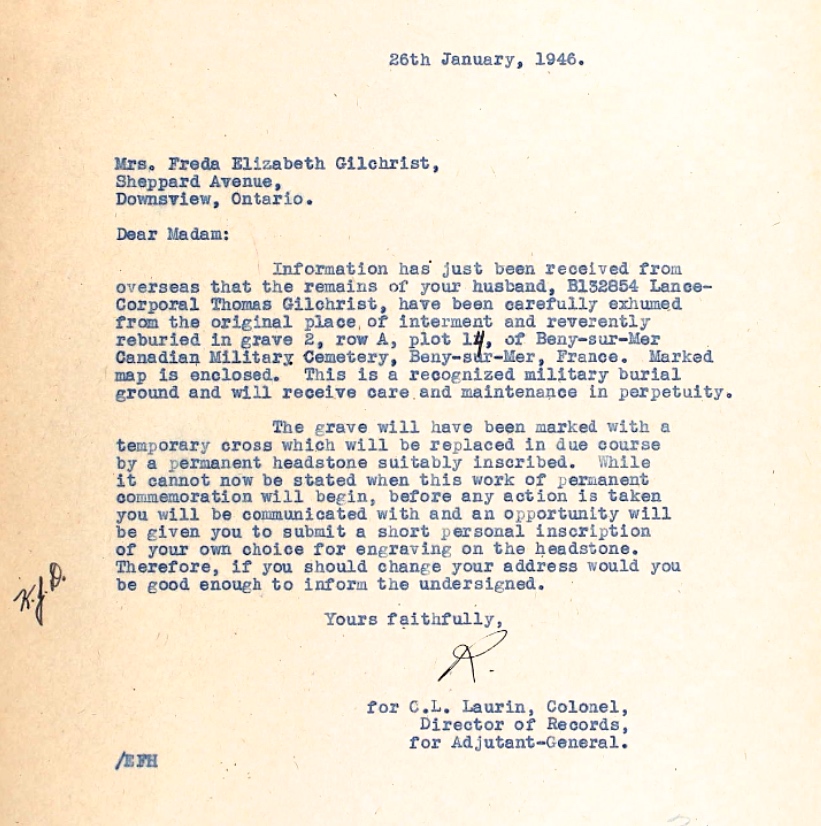 26th January, 1946.
Mrs. Freda Elizabeth Gilchrist,
Sheppard Avenue,
Downsview, Ontario.
Dear Madam:
Information has just been received from
overseas that the remains of your husband, B132854 Lance-
Corporal Thomas Gilchrist, have been carefully exhumed
from the original place of interment and reverently
reburied in grave 2, row A, plot 14, of Beny-sur-Mer
Canadian Military Cemetery, Beny-sur-Mer, France. Marked
map is enclosed. This is a recognized military burial
ground and will receive care and maintenance in perpetuity.
The grave will have been marked with a
temporary cross which will be replaced in due course
by a permanent headstone suitably inscribed. While
it cannot now be stated when this work of permanent
commemoration will begin, before any action is taken
you will be communicated with and an opportunity will
be given you to submit a short personal inscription
of your own choice for engraving on the headstone.
Therefore, if you should change your address would you
be good enough to inform the undersigned.
K.J.D.
Yours faithfully,
R.
for C.L. Laurin, Colonel,
Director of Records,
for Adjutant-General.
/EFH